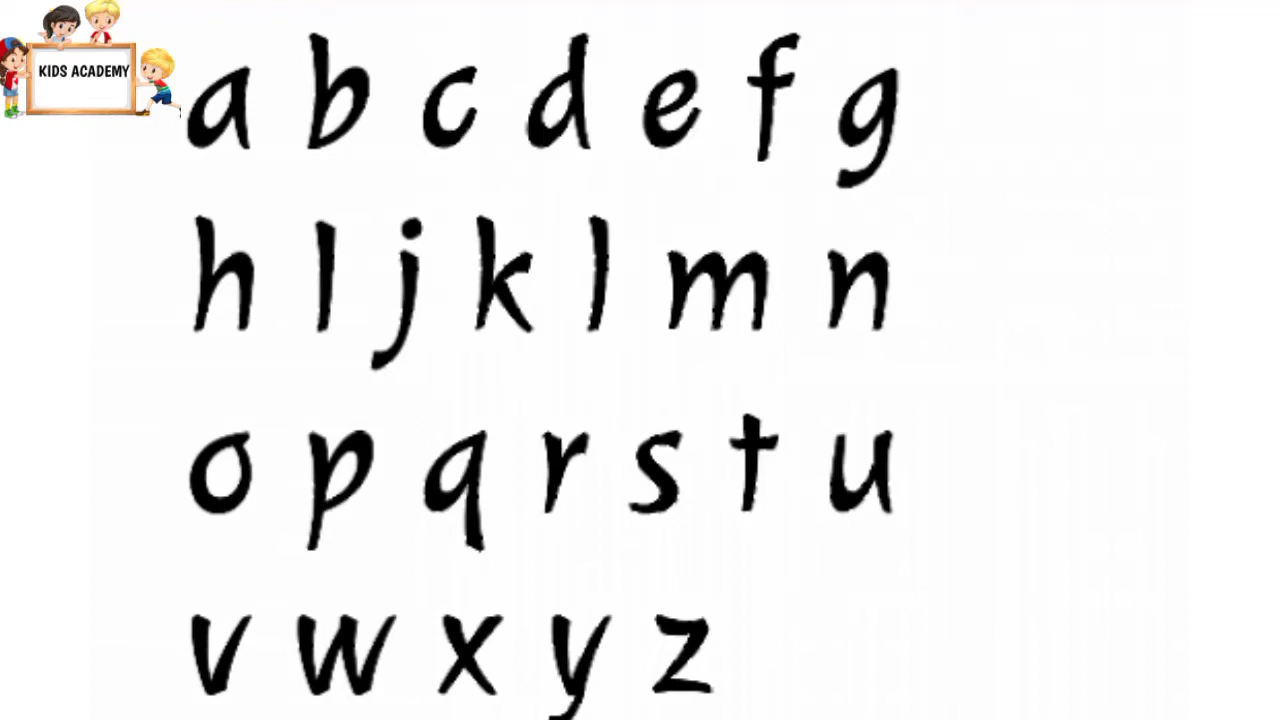 KIDS ACADEMY
a b c d e f g
h I j k l m n
o p q r s t u
v w x y z